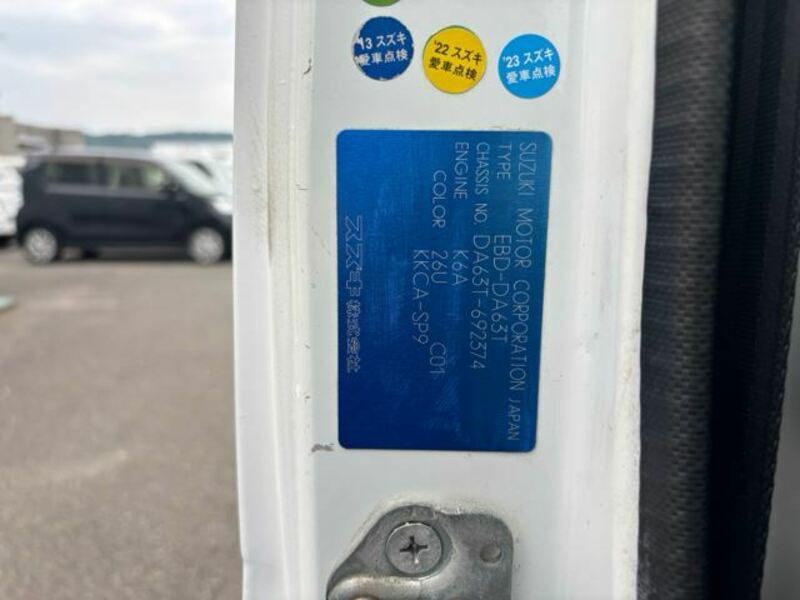 '13 スズキ
愛車点検
'22 スズキ
愛車点検
'23 スズキ
愛車点検
SUZUKI MOTOR CORPORATION JAPAN
TYPE EBD-DA63T
CHASSIS NO. DA63T-692374
ENGINE K6A
COLOR 26U C01
KKCA-SP9
スズキ株式会社